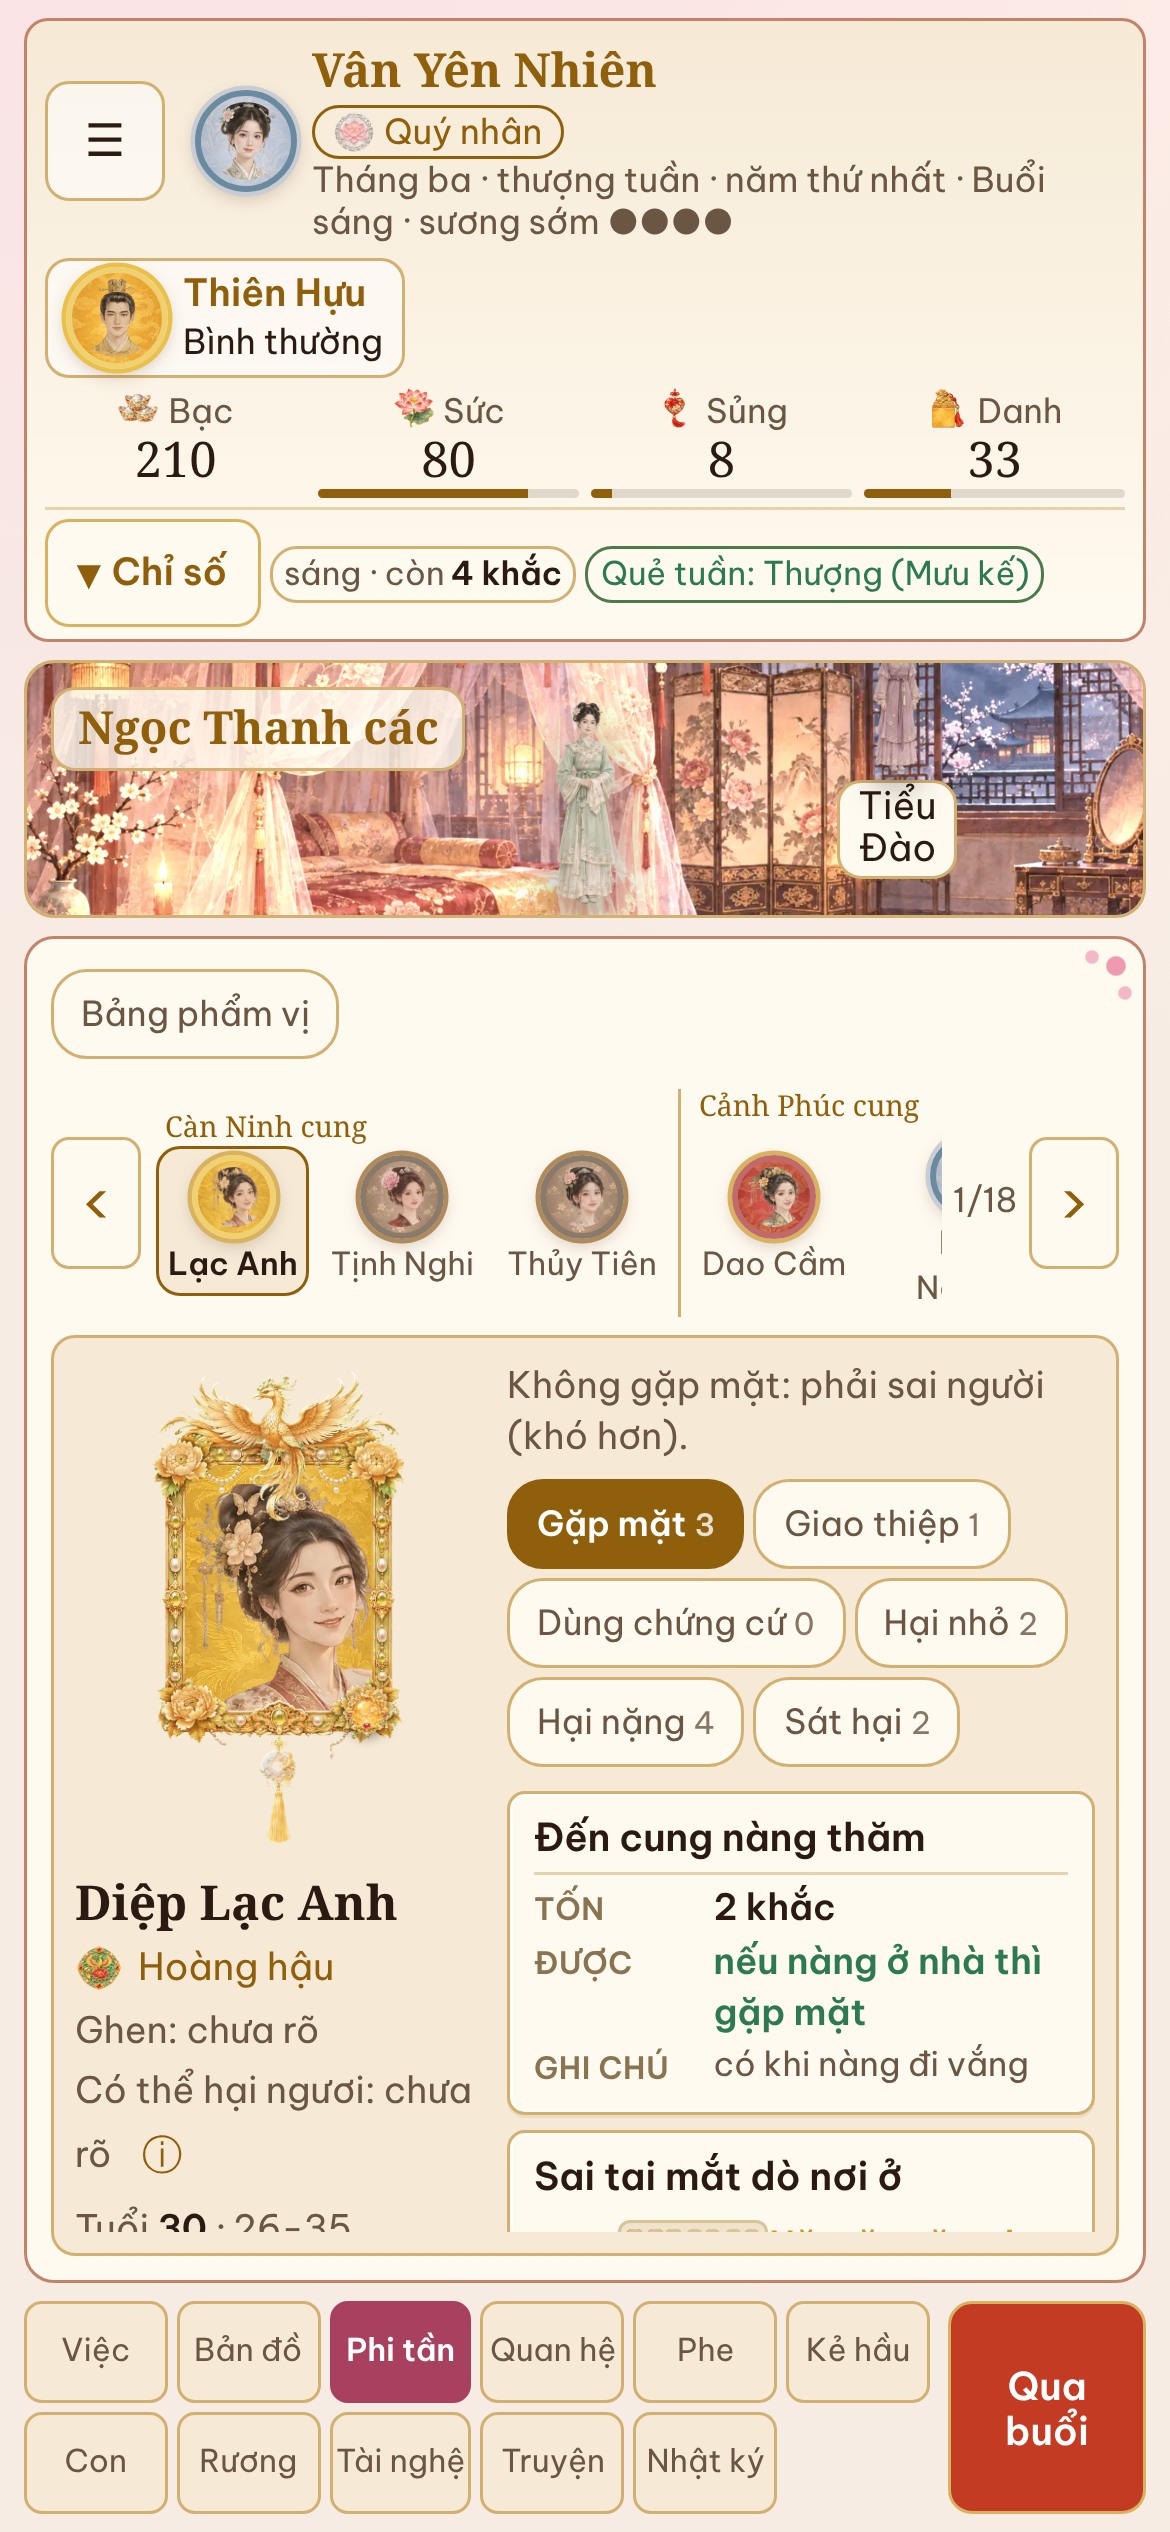 ☰
Vân Yên Nhiên
Quý nhân
Tháng ba · thượng tuần · năm thứ nhất · Buổi
sáng · sương sớm ●●●●
Thiên Hựu
Bình thường
Bạc
210
Sức
80
Sủng
8
Danh
33
▼ Chỉ số
sáng · còn 4 khắc
Quẻ tuần: Thượng (Mưu kế)
Ngọc Thanh các
Tiểu
Đào
Bảng phẩm vị
Càn Ninh cung
Cảnh Phúc cung
‹
Lạc Anh
Tịnh Nghi
Thủy Tiên
Dao Cầm
1/18
›
Không gặp mặt: phải sai người
(khó hơn).
Gặp mặt 3
Giao thiệp 1
Dùng chứng cứ 0
Hại nhỏ 2
Hại nặng 4
Sát hại 2
Diệp Lạc Anh
Hoàng hậu
Ghen: chưa rõ
Có thể hại ngươi: chưa
rõ ⓘ
Tuổi 30 · 26-35
Đến cung nàng thăm
TỐN 2 khắc
ĐƯỢC nếu nàng ở nhà thì
gặp mặt
GHI CHÚ có khi nàng đi vắng
Sai tai mắt dò nơi ở
Việc
Bản đồ
Phi tần
Quan hệ
Phe
Kẻ hầu
Con
Rương
Tài nghệ
Truyện
Nhật ký
Qua
buổi